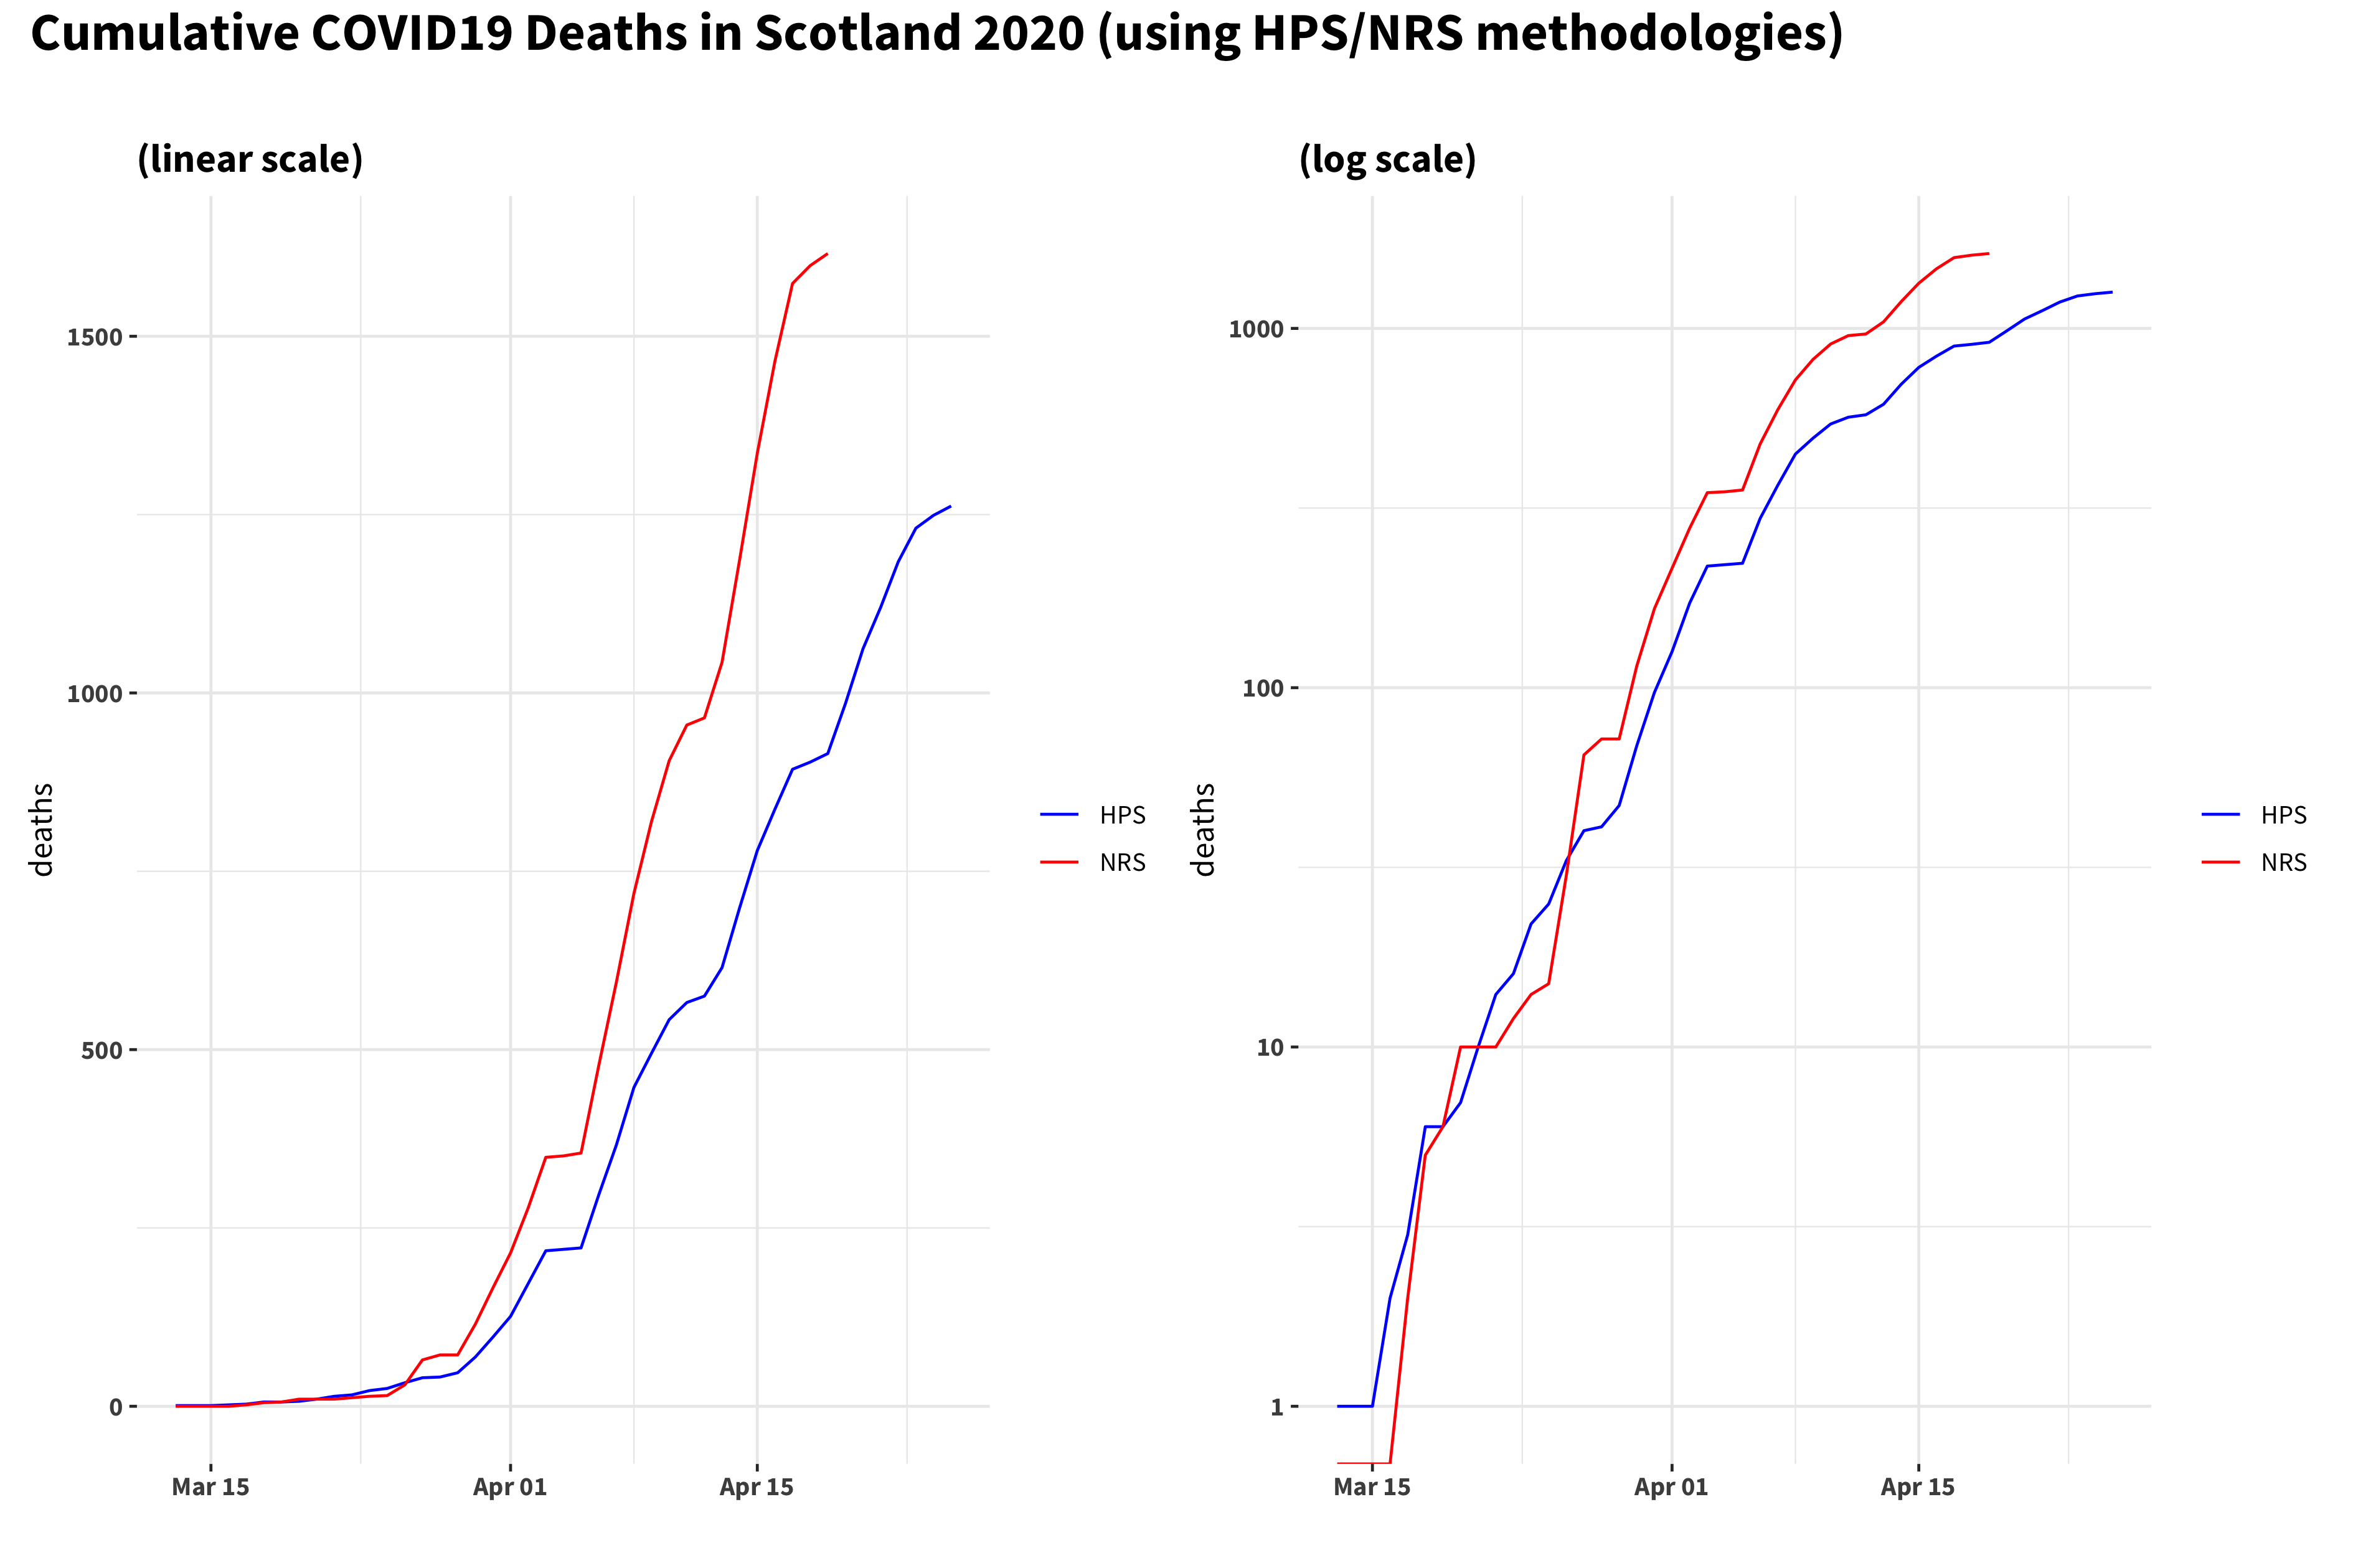 Cumulative COVID19 Deaths in Scotland 2020 (using HPS/NRS methodologies)
(linear scale)
1500
1000
500
0
deaths
Mar 15
Apr 01
Apr 15
HPS
NRS
(log scale)
1000
100
10
1
deaths
Mar 15
Apr 01
Apr 15
HPS
NRS